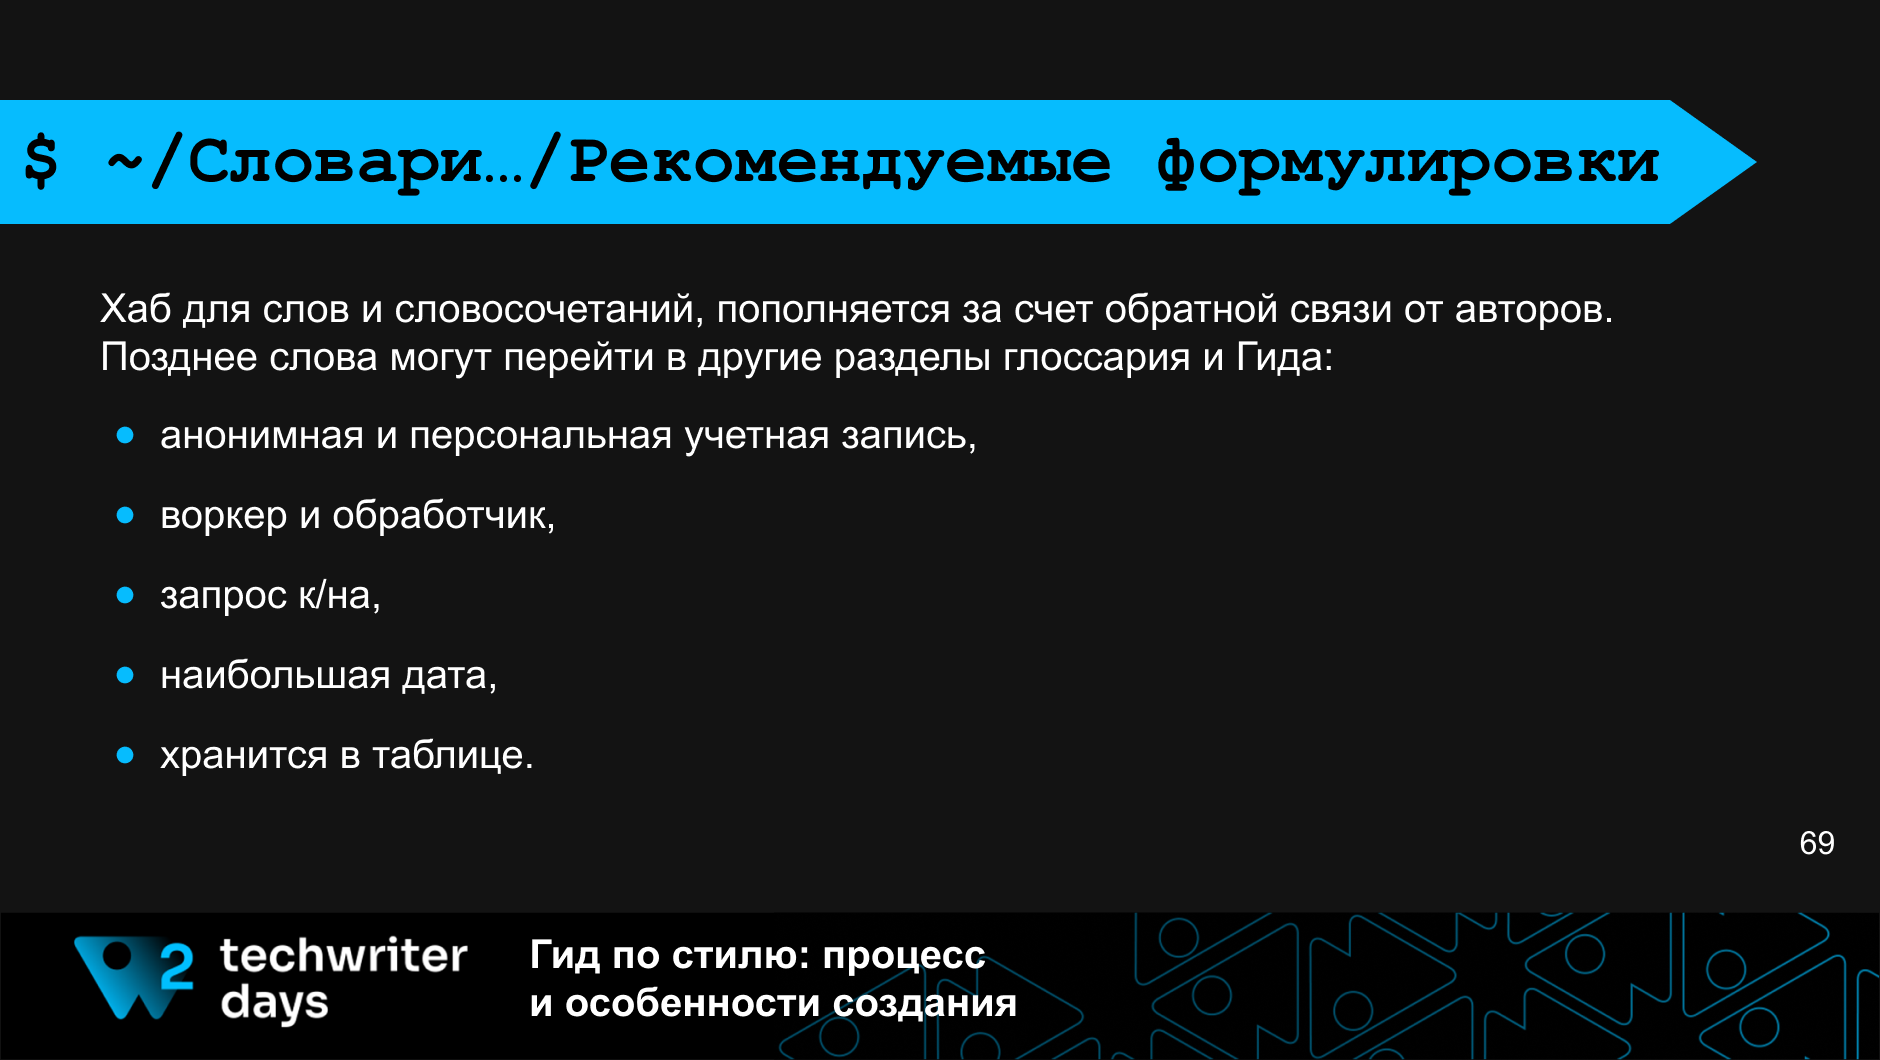 $ ~/Словари…/Рекомендуемые формулировки
Хаб для слов и словосочетаний, пополняется за счет обратной связи от авторов.
Позднее слова могут перейти в другие разделы глоссария и Гида:
● анонимная и персональная учетная запись,
● воркер и обработчик,
● запрос к/на,
● наибольшая дата,
● хранится в таблице.
69
2 techwriter
days
Гид по стилю: процесс
и особенности создания